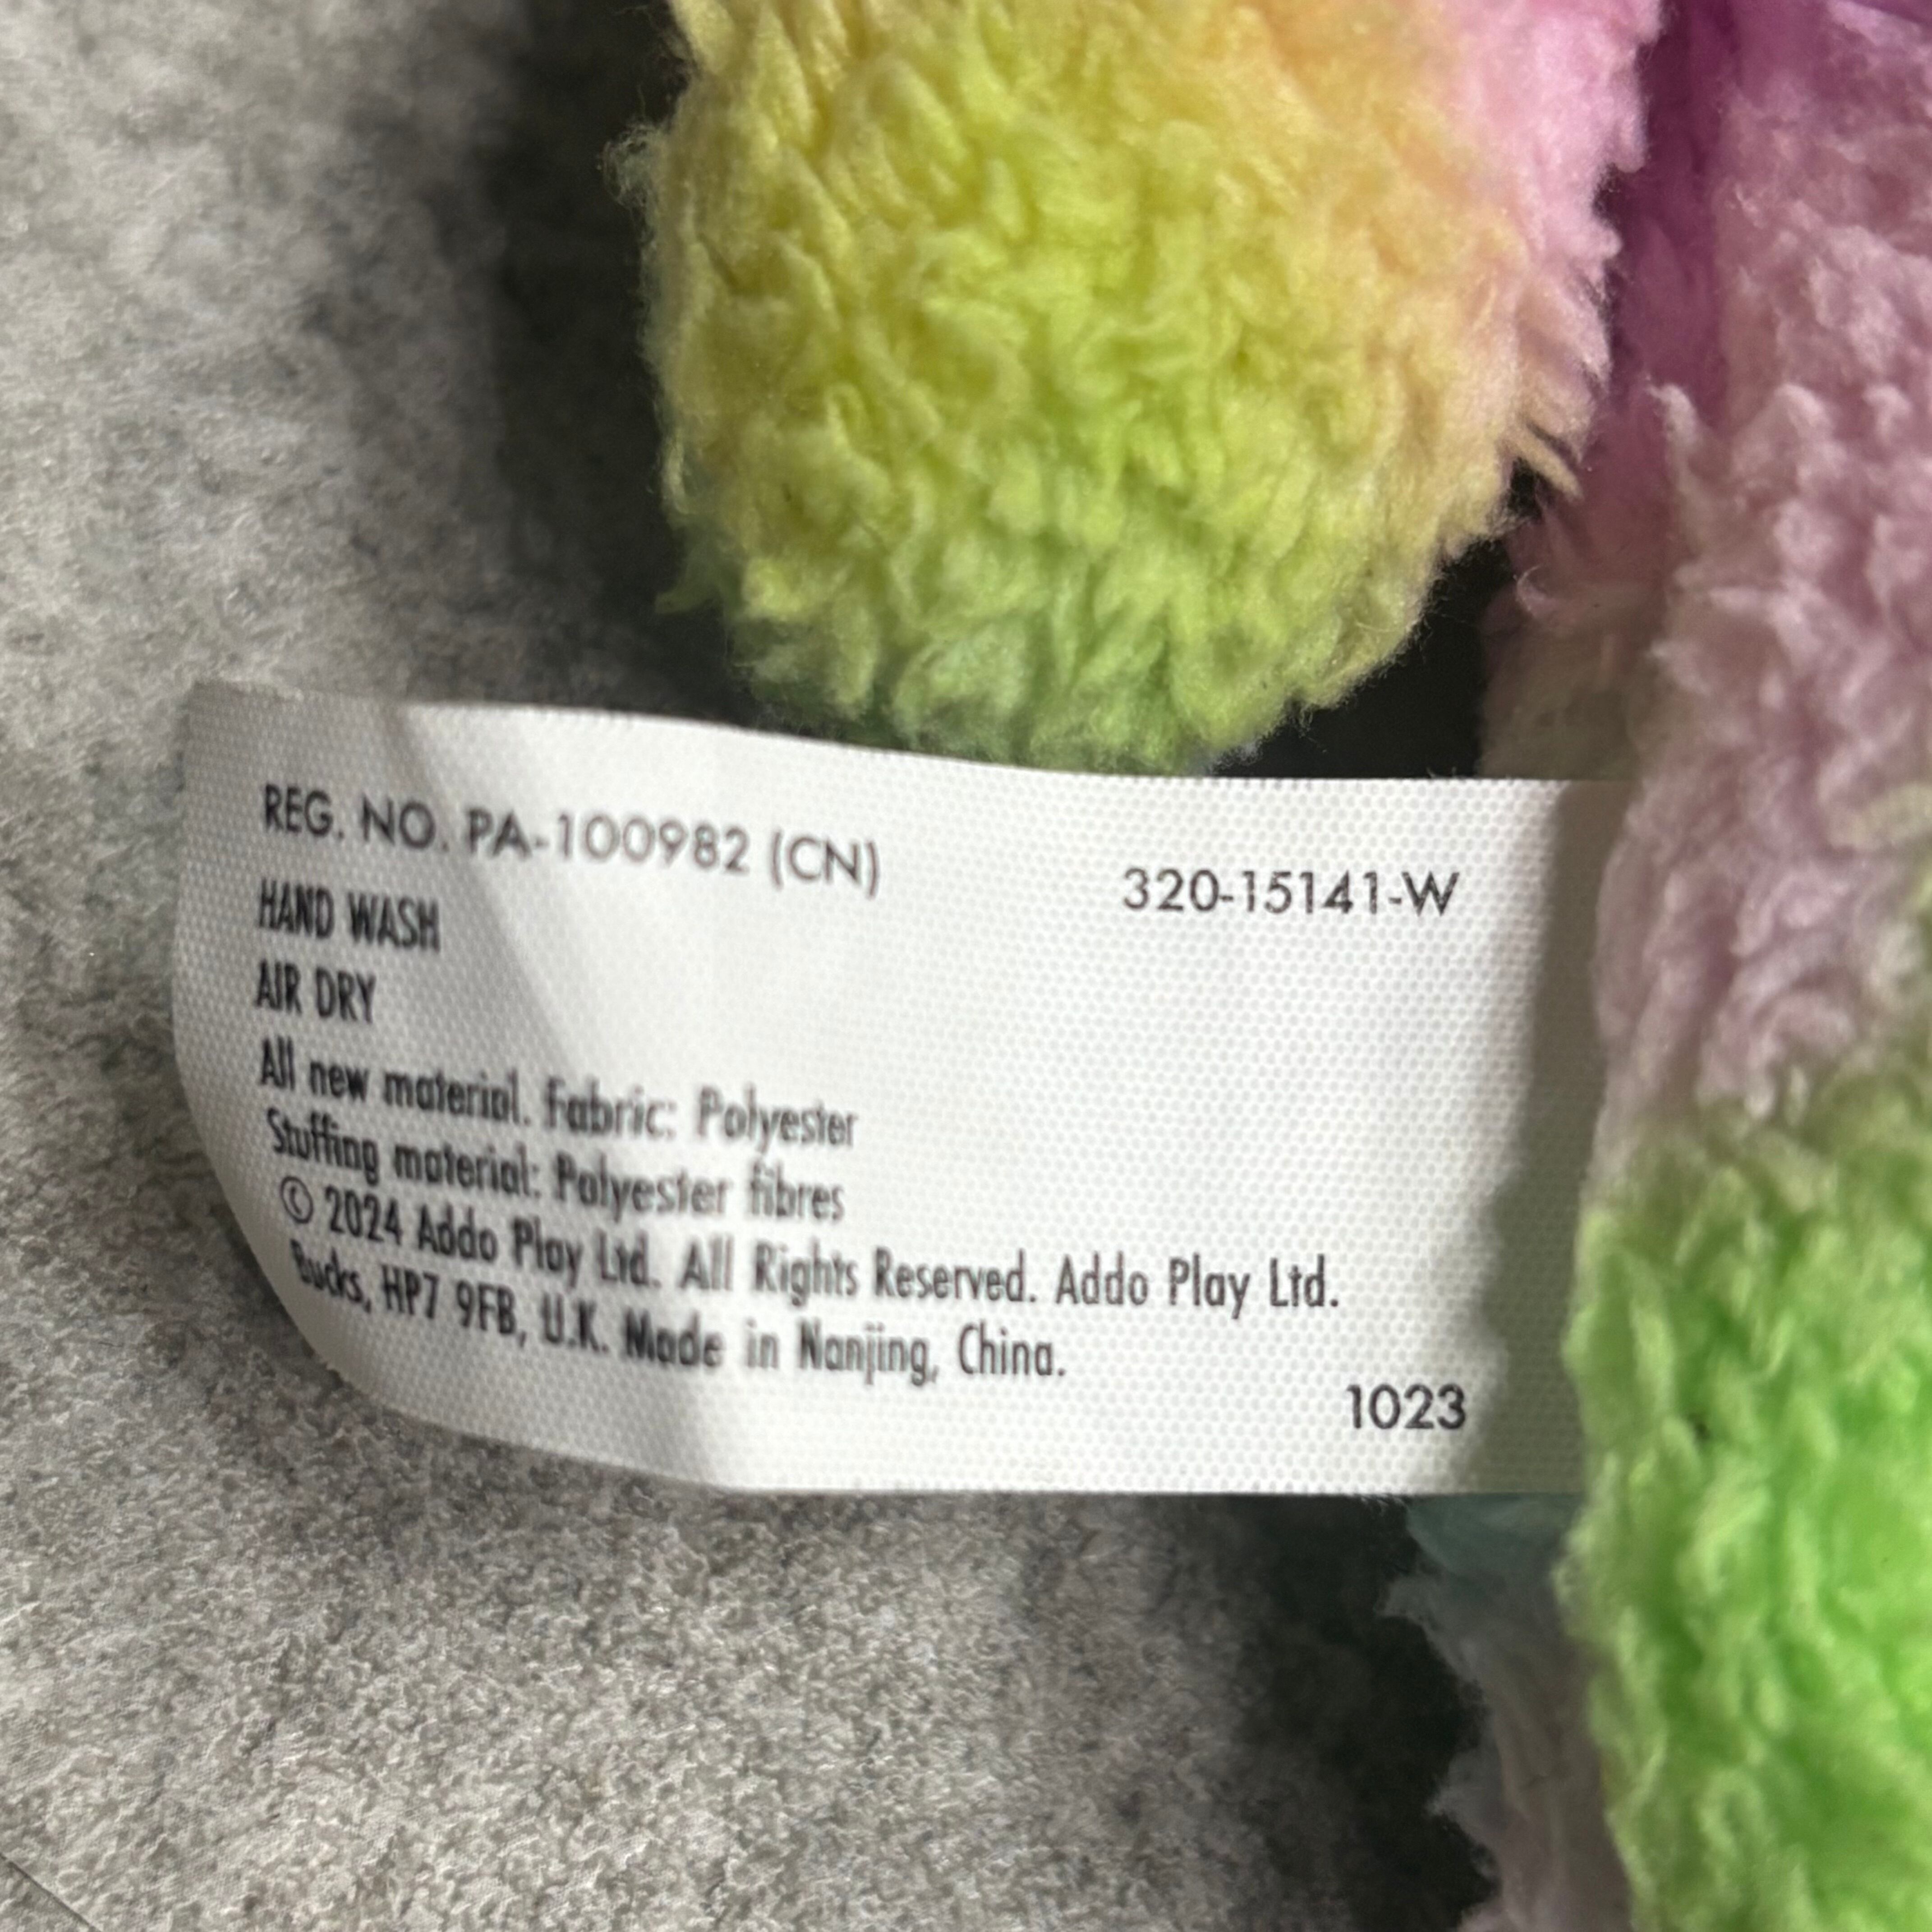 REG. NO. PA-100982 (CN)
320-15141-W
HAND WASH
AIR DRY
All new material. Fabric: Polyester
Stuffing material: Polyester fibres
© 2024 Addo Play Ltd. All Rights Reserved. Addo Play Ltd.
Bucks, HP7 9FB, U.K. Made in Nanjing, China.
1023